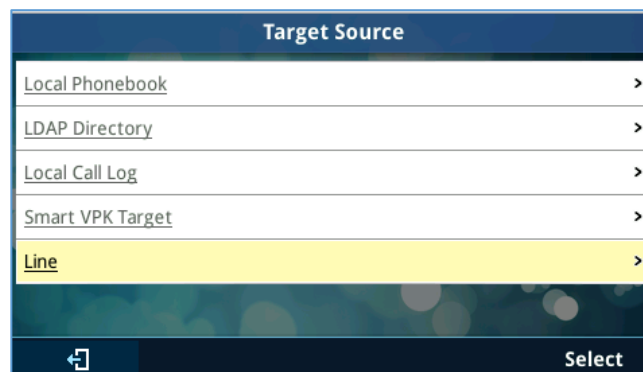 Target Source
Local Phonebook
LDAP Directory
Local Call Log
Smart VPK Target
Line
Select